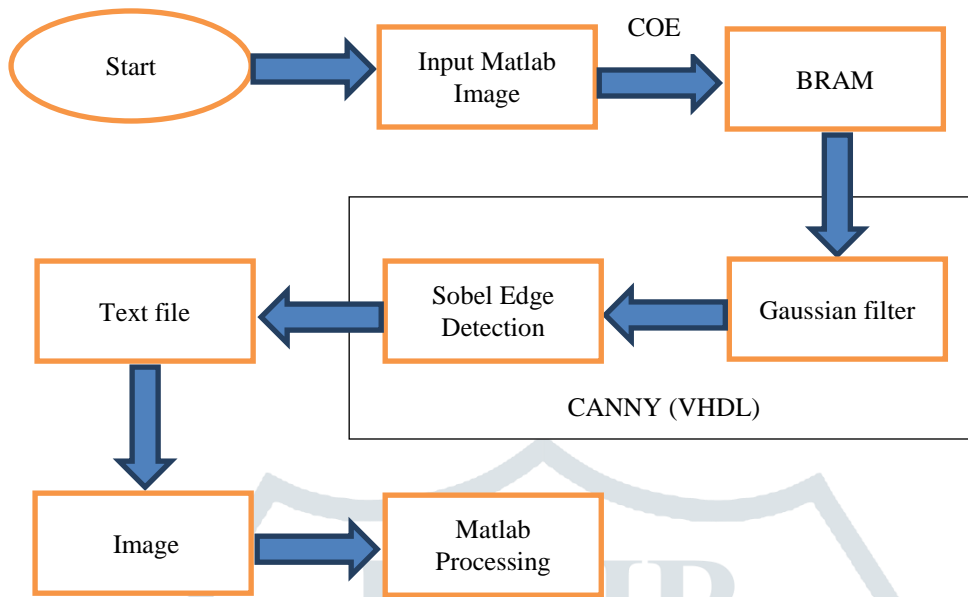 Start
Input Matlab
Image
COE
BRAM
Gaussian filter
Sobel Edge
Detection
CANNY (VHDL)
Text file
Image
Matlab
Processing